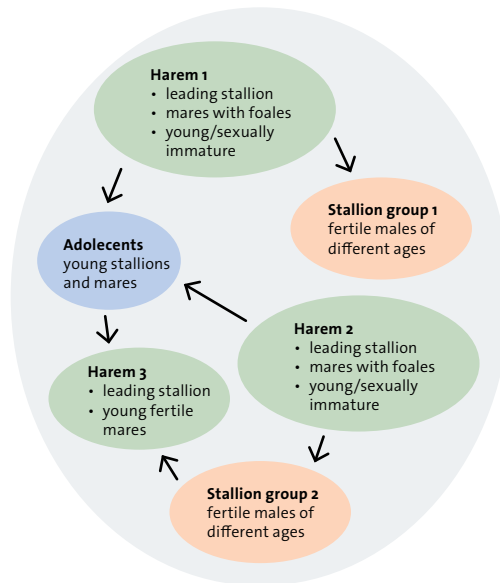 Harem 1
• leading stallion
• mares with foales
• young/sexually
immature
Stallion group 1
fertile males of
different ages
Adolecents
young stallions
and mares
Harem 2
• leading stallion
• mares with foales
• young/sexually
immature
Harem 3
• leading stallion
• young fertile
mares
Stallion group 2
fertile males of
different ages